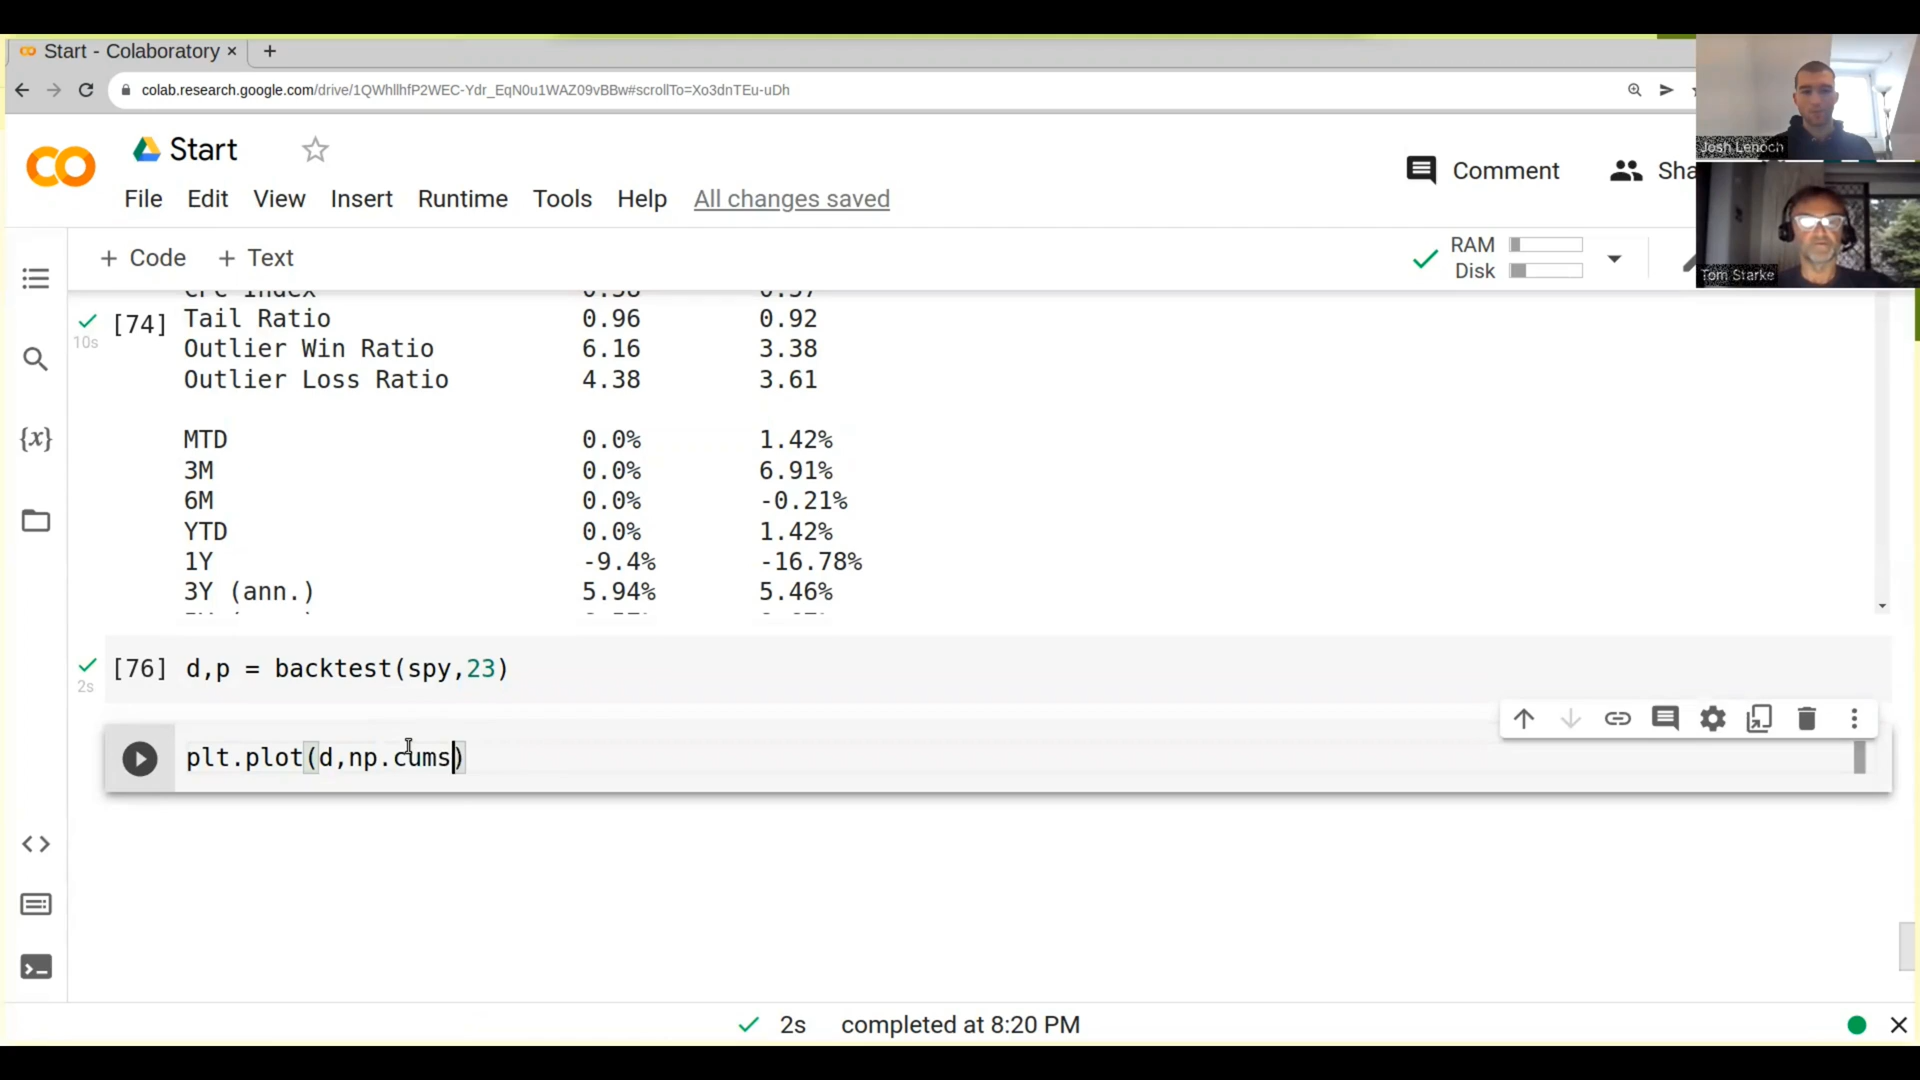 Start - Colaboratory
colab.research.google.com/drive/1QWhllhfP2WEC-Ydr_EqN0u1WAZ09vBBw#scrollTo=Xo3dnTEu-uDh
Josh Lenoch
Start
Comment
Sha
File Edit View Insert Runtime Tools Help All changes saved
Tom Starke
+ Code + Text
RAM
Disk
[74]
10s
Tail Ratio 0.96 0.92
Outlier Win Ratio 6.16 3.38
Outlier Loss Ratio 4.38 3.61
MTD 0.0% 1.42%
3M 0.0% 6.91%
6M 0.0% -0.21%
YTD 0.0% 1.42%
1Y -9.4% -16.78%
3Y (ann.) 5.94% 5.46%
[76] d,p = backtest(spy,23)
2s
plt.plot(d,np.cums)
2s completed at 8:20 PM